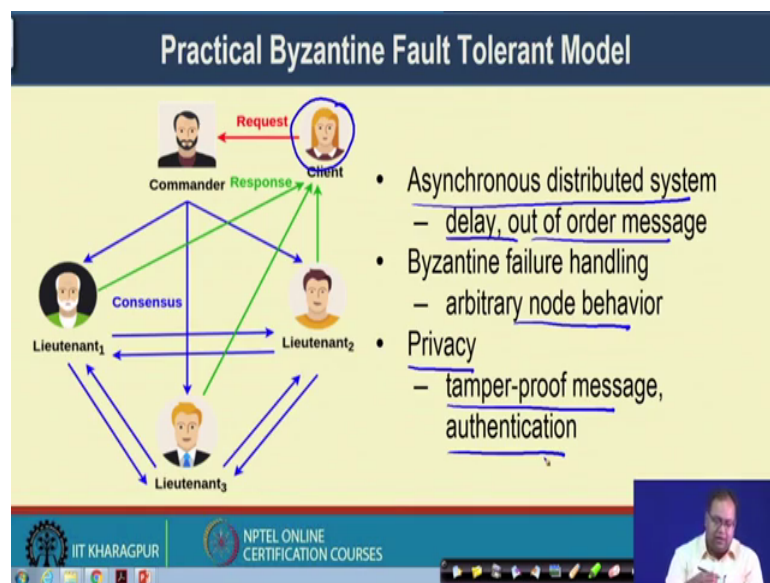 Practical Byzantine Fault Tolerant Model
Request
Commander
Response
Client
Consensus
Lieutenant1
Lieutenant2
Lieutenant3
• Asynchronous distributed system
– delay, out of order message
• Byzantine failure handling
– arbitrary node behavior
• Privacy
– tamper-proof message,
authentication
IIT KHARAGPUR
NPTEL ONLINE
CERTIFICATION COURSES